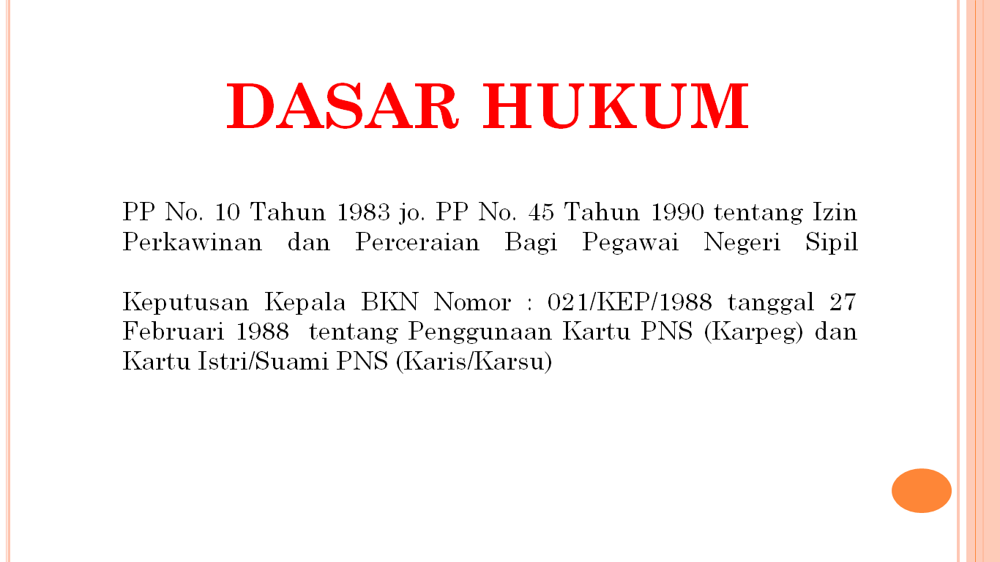 DASAR HUKUM
PP No. 10 Tahun 1983 jo. PP No. 45 Tahun 1990 tentang Izin
Perkawinan dan Perceraian Bagi Pegawai Negeri Sipil
Keputusan Kepala BKN Nomor : 021/KEP/1988 tanggal 27
Februari 1988 tentang Penggunaan Kartu PNS (Karpeg) dan
Kartu Istri/Suami PNS (Karis/Karsu)